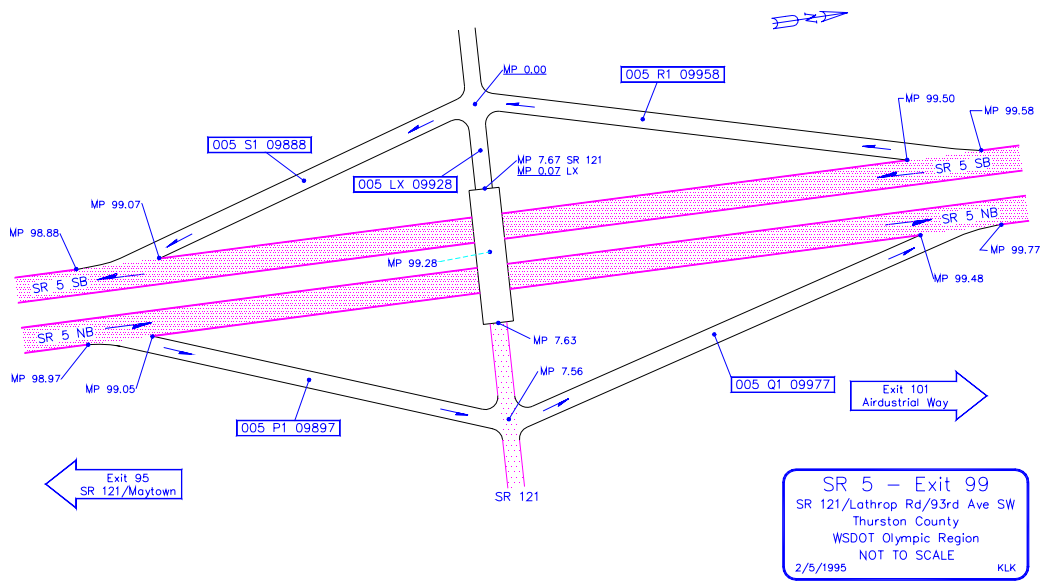 N
MP 0.00
005 R1 09958
MP 99.50
MP 99.58
005 S1 09888
MP 7.67 SR 121
MP 0.07 LX
005 LX 09928
SR 5 SB
MP 99.07
SR 5 NB
MP 98.88
MP 99.28
MP 99.77
MP 99.48
SR 5 SB
SR 5 NB
MP 7.63
MP 98.97
MP 99.05
MP 7.56
005 Q1 09977
Exit 101
Airdustrial Way
005 P1 09897
Exit 95
SR 121/Maytown
SR 121
SR 5 – Exit 99
SR 121/Lathrop Rd/93rd Ave SW
Thurston County
WSDOT Olympic Region
NOT TO SCALE
2/5/1995 KLK